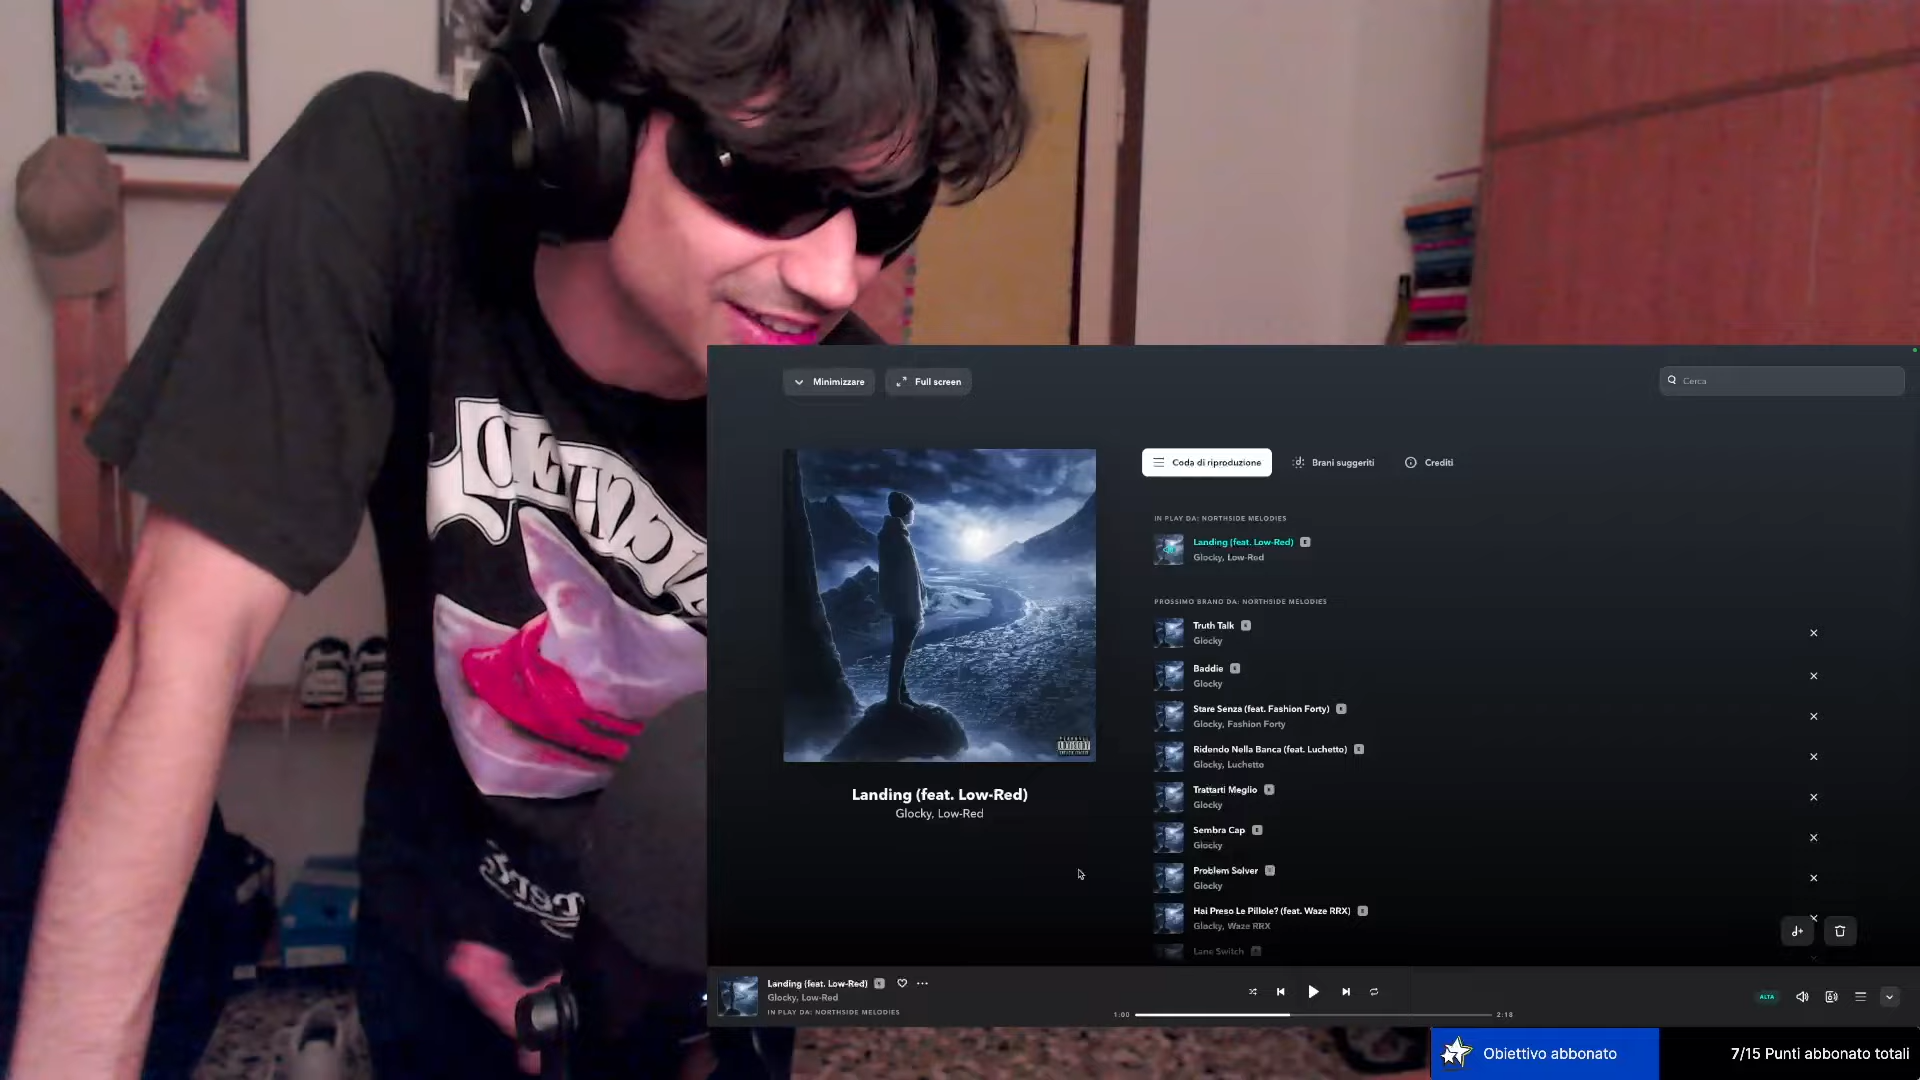 Minimizzare
Full screen
Cerca
Coda di riproduzione
Brani suggeriti
Crediti
IN PLAY DA: NORTHSIDE MELODIES
Landing (feat. Low-Red) E
Glocky, Low-Red
PROSSIMO BRANO DA: NORTHSIDE MELODIES
Truth Talk E
Glocky
Baddie E
Glocky
Stare Senza (feat. Fashion Forty) E
Glocky, Fashion Forty
Ridendo Nella Banca (feat. Luchetto) E
Glocky, Luchetto
Trattarti Meglio E
Glocky
Sembra Cap E
Glocky
Problem Solver E
Glocky
Hai Preso Le Pillole? (feat. Waze RRX) E
Glocky, Waze RRX
Lane Switch E
Landing (feat. Low-Red)
Glocky, Low-Red
Landing (feat. Low-Red) E
Glocky, Low-Red
IN PLAY DA: NORTHSIDE MELODIES
1:00
2:18
ALTA
Obiettivo abbonato
7/15 Punti abbonato totali